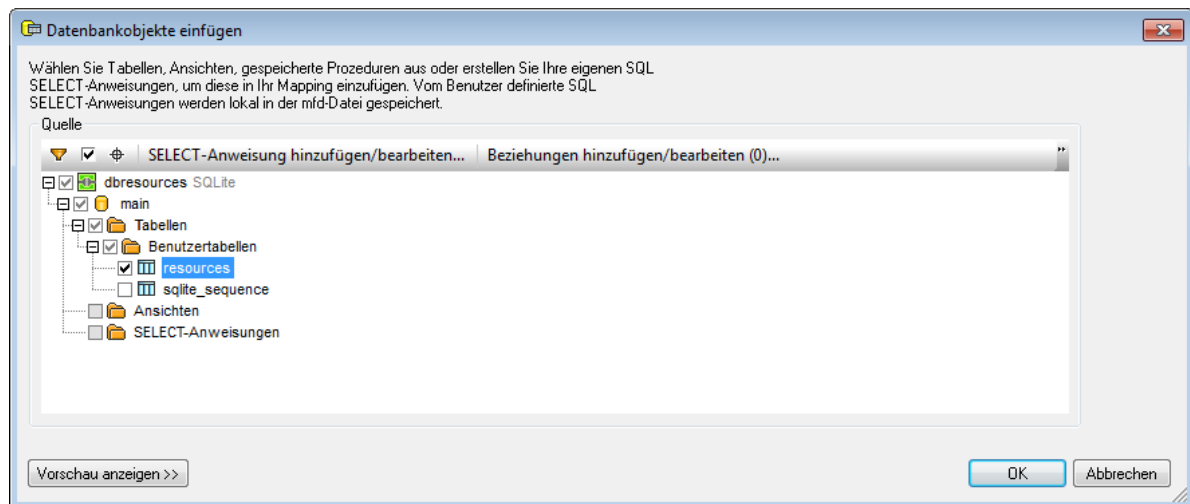 Datenbankobjekte einfügen
Wählen Sie Tabellen, Ansichten, gespeicherte Prozeduren aus oder erstellen Sie Ihre eigenen SQL
SELECT-Anweisungen, um diese in Ihr Mapping einzufügen. Vom Benutzer definierte SQL
SELECT-Anweisungen werden lokal in der mfd-Datei gespeichert.
Quelle
SELECT-Anweisung hinzufügen/bearbeiten... Beziehungen hinzufügen/bearbeiten (0)...
dbresources SQLite
main
Tabellen
Benutzertabellen
resources
sqlite_sequence
Ansichten
SELECT-Anweisungen
Vorschau anzeigen >> OK Abbrechen